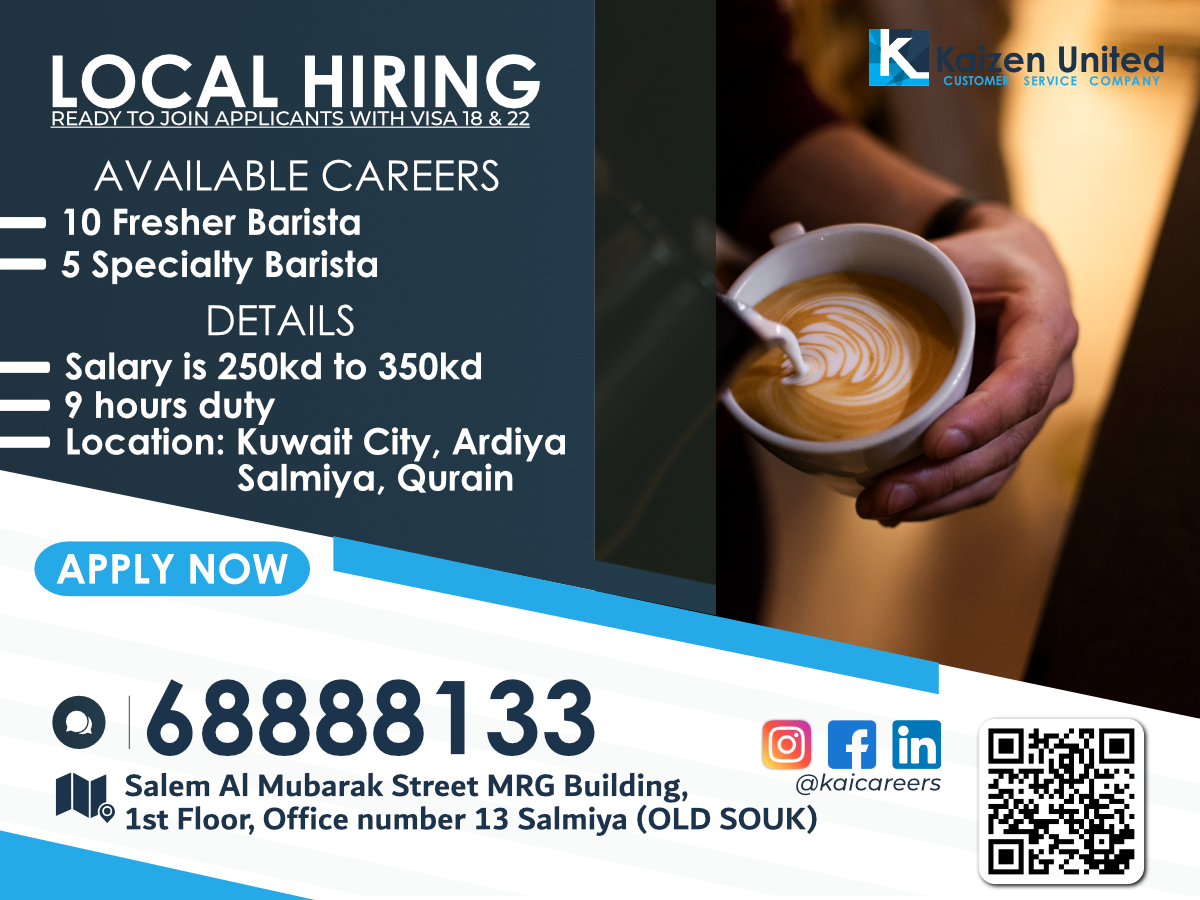 LOCAL HIRING
READY TO JOIN APPLICANTS WITH VISA 18 & 22
AVAILABLE CAREERS
10 Fresher Barista
5 Specialty Barista
DETAILS
Salary is 250kd to 350kd
9 hours duty
Location: Kuwait City, Ardiya
Salmiya, Qurain
K Kaizen United
CUSTOMER SERVICE COMPANY
APPLY NOW
68888133
Salem Al Mubarak Street MRG Building,
1st Floor, Office number 13 Salmiya (OLD SOUK)
f in
@kaicareers